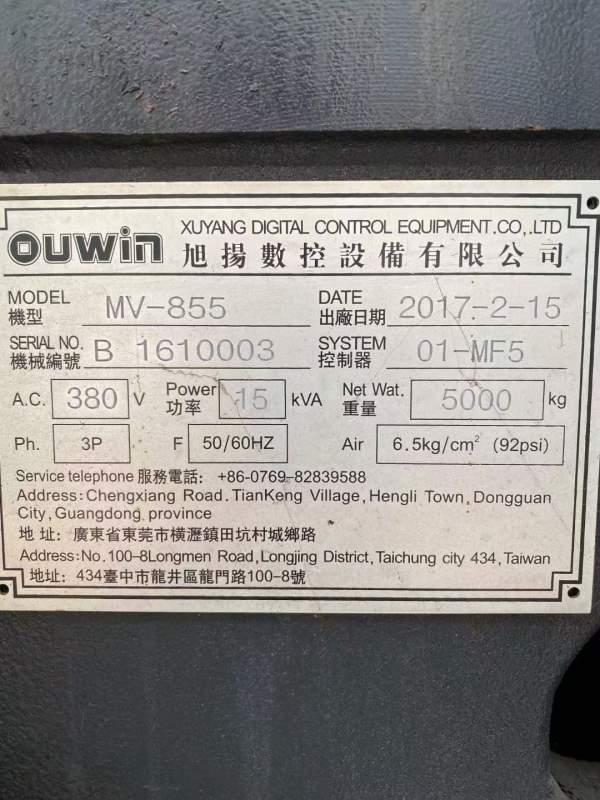 ouwin XUYANG DIGITAL CONTROL EQUIPMENT.CO,.LTD
旭揚數控設備有限公司
MODEL MV-855 DATE 2017-2-15
機型 出廠日期
SERIAL NO. B 1610003 SYSTEM 01-MF5
機械編號 控制器
A.C. 380 V Power 15 kVA Net Wat. 5000 kg
功率 重量
Ph. 3P F 50/60HZ Air 6.5kg/cm² (92psi)
Service telephone 服務電話: +86-0769-82839588
Address:Chengxiang Road.TianKeng Village,Hengli Town,Dongguan
City,Guangdong province
地 址: 廣東省東莞市橫瀝鎮田坑村城鄉路
Address:No.100-8Longmen Road,Longjing District,Taichung city 434,Taiwan
地址: 434臺中市龍井區龍門路100-8號